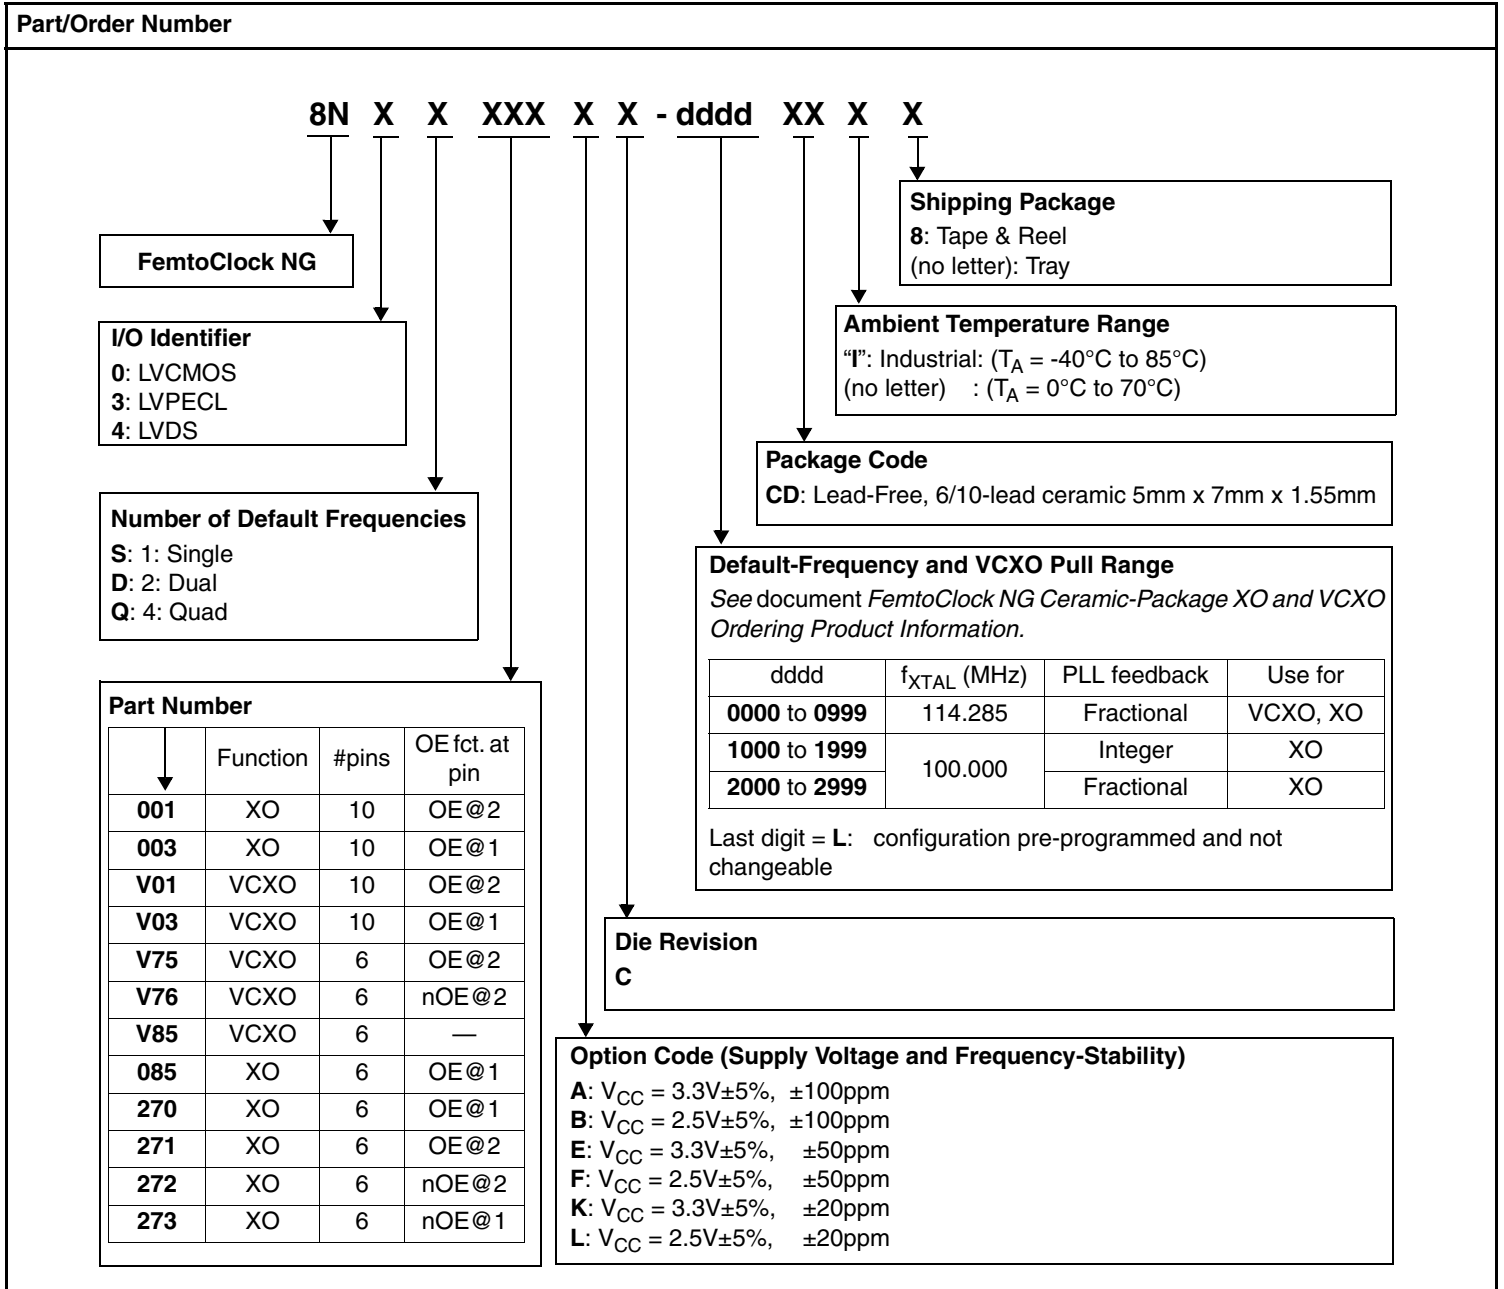 Part/Order Number
8N X X XXX X X - dddd XX X X
Shipping Package
8: Tape & Reel
(no letter): Tray
FemtoClock NG
Ambient Temperature Range
“I”: Industrial: (TA = -40°C to 85°C)
(no letter) : (TA = 0°C to 70°C)
I/O Identifier
0: LVCMOS
3: LVPECL
4: LVDS
Package Code
CD: Lead-Free, 6/10-lead ceramic 5mm x 7mm x 1.55mm
Number of Default Frequencies
S: 1: Single
D: 2: Dual
Q: 4: Quad
Default-Frequency and VCXO Pull Range
See document FemtoClock NG Ceramic-Package XO and VCXO
Ordering Product Information.
dddd fXTAL (MHz) PLL feedback Use for
0000 to 0999 114.285 Fractional VCXO, XO
1000 to 1999 100.000 Integer XO
2000 to 2999 Fractional XO
Last digit = L: configuration pre-programmed and not
changeable
Part Number
Function #pins OE fct. at
pin
001 XO 10 OE@2
003 XO 10 OE@1
V01 VCXO 10 OE@2
V03 VCXO 10 OE@1
V75 VCXO 6 OE@2
V76 VCXO 6 nOE@2
V85 VCXO 6 —
085 XO 6 OE@1
270 XO 6 OE@1
271 XO 6 OE@2
272 XO 6 nOE@2
273 XO 6 nOE@1
Die Revision
C
Option Code (Supply Voltage and Frequency-Stability)
A: VCC = 3.3V±5%, ±100ppm
B: VCC = 2.5V±5%, ±100ppm
E: VCC = 3.3V±5%, ±50ppm
F: VCC = 2.5V±5%, ±50ppm
K: VCC = 3.3V±5%, ±20ppm
L: VCC = 2.5V±5%, ±20ppm